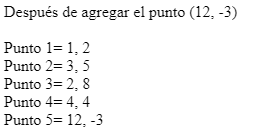 Después de agregar el punto (12, -3)
Punto 1= 1, 2
Punto 2= 3, 5
Punto 3= 2, 8
Punto 4= 4, 4
Punto 5= 12, -3